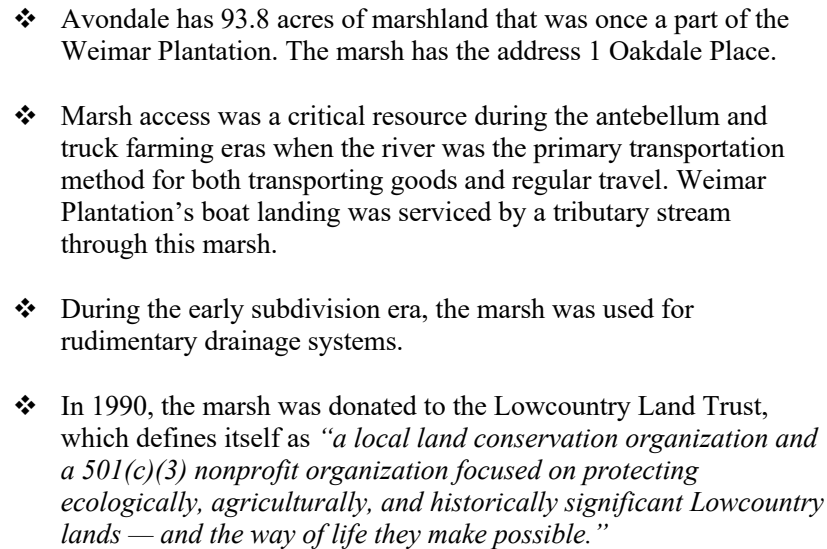 ❖ Avondale has 93.8 acres of marshland that was once a part of the
Weimar Plantation. The marsh has the address 1 Oakdale Place.
❖ Marsh access was a critical resource during the antebellum and
truck farming eras when the river was the primary transportation
method for both transporting goods and regular travel. Weimar
Plantation’s boat landing was serviced by a tributary stream
through this marsh.
❖ During the early subdivision era, the marsh was used for
rudimentary drainage systems.
❖ In 1990, the marsh was donated to the Lowcountry Land Trust,
which defines itself as “a local land conservation organization and
a 501(c)(3) nonprofit organization focused on protecting
ecologically, agriculturally, and historically significant Lowcountry
lands — and the way of life they make possible.”